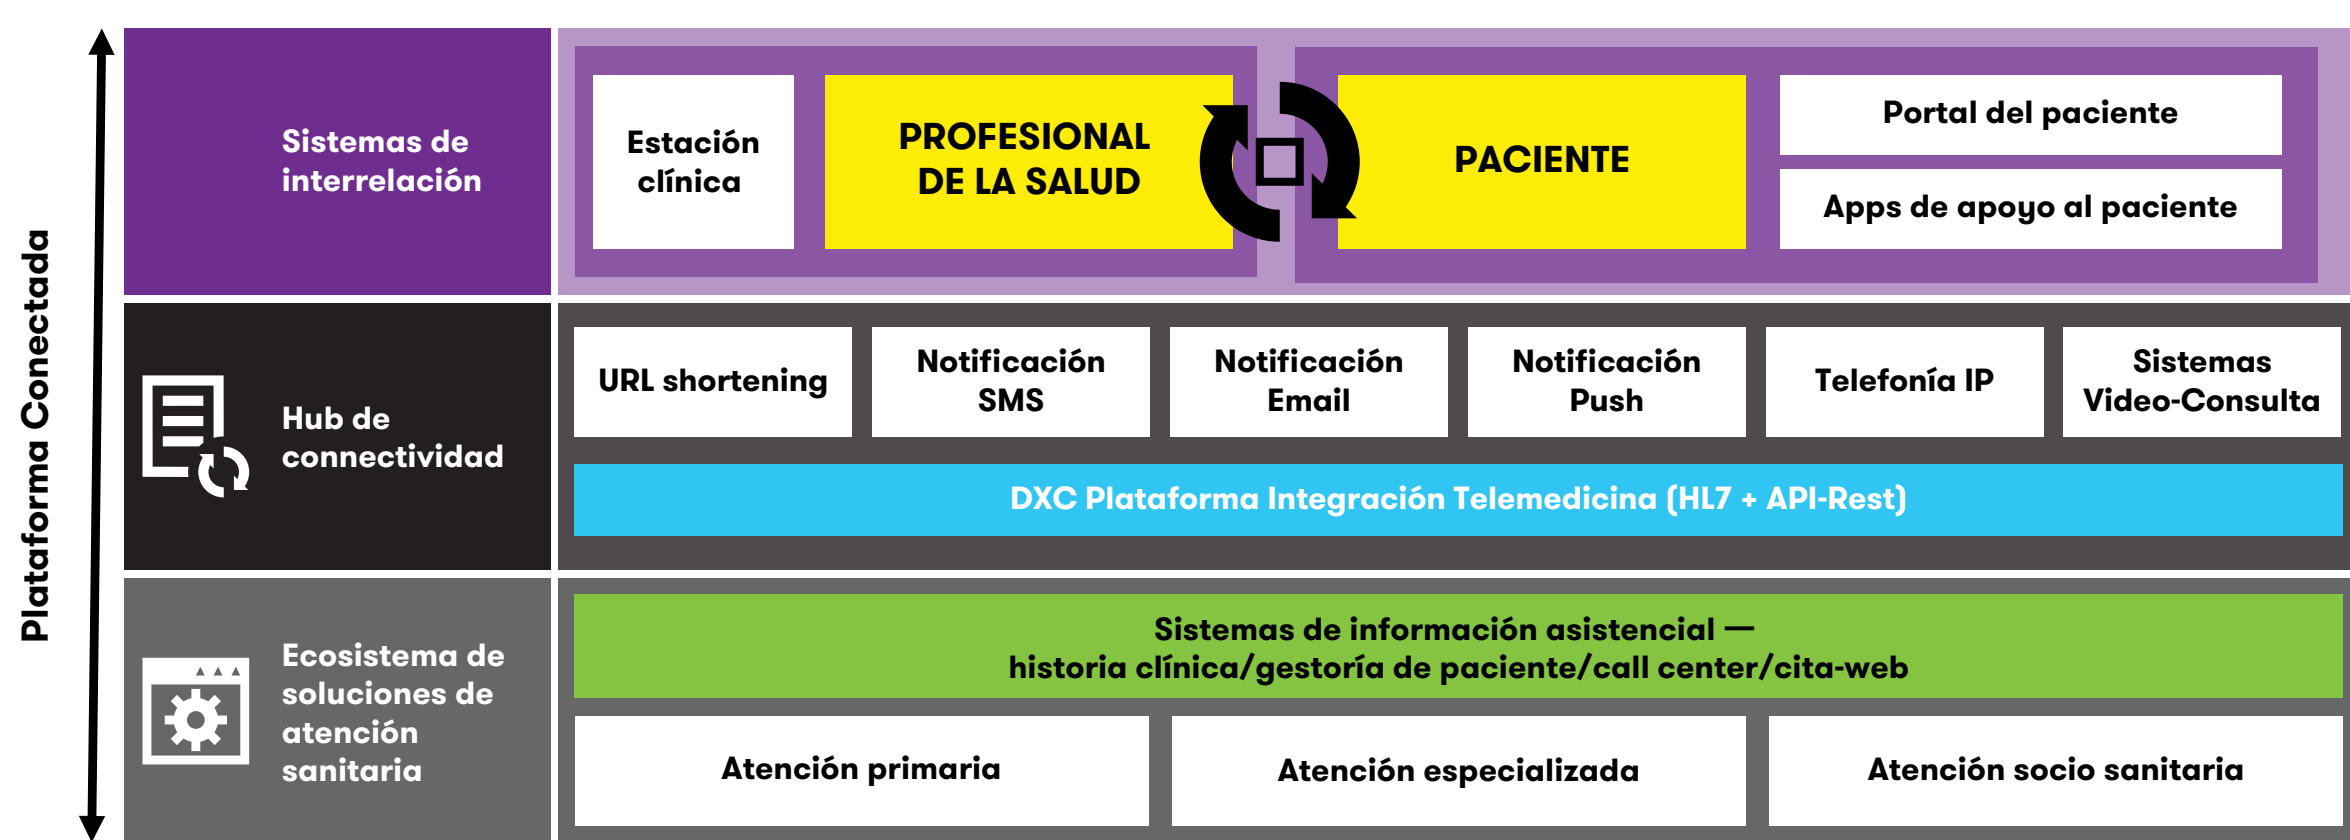 Plataforma Conectada
Sistemas de
interrelación
Estación
clínica
PROFESIONAL
DE LA SALUD
PACIENTE
Portal del paciente
Apps de apoyo al paciente
Hub de
connectividad
URL shortening
Notificación
SMS
Notificación
Email
Notificación
Push
Telefonía IP
Sistemas
Video-Consulta
DXC Plataforma Integración Telemedicina (HL7 + API-Rest)
Ecosistema de
soluciones de
atención
sanitaria
Sistemas de información asistencial —
historia clínica/gestoría de paciente/call center/cita-web
Atención primaria
Atención especializada
Atención socio sanitaria